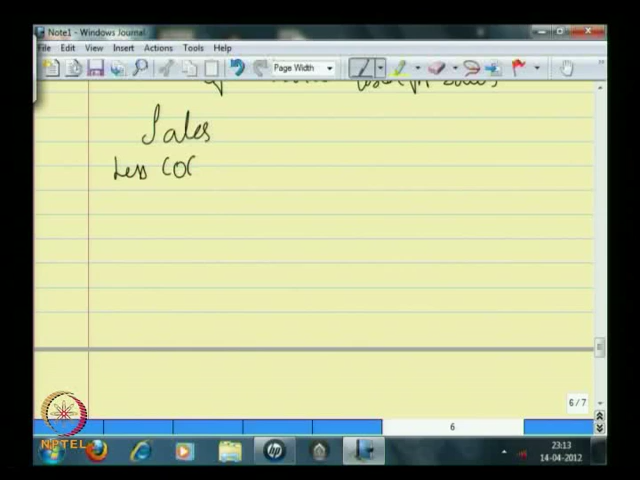 Note1 - Windows Journal
File Edit View Insert Actions Tools Help
Page Width
Sales
Less COG
6/7
6
NPTEL
23:13
14-04-2012